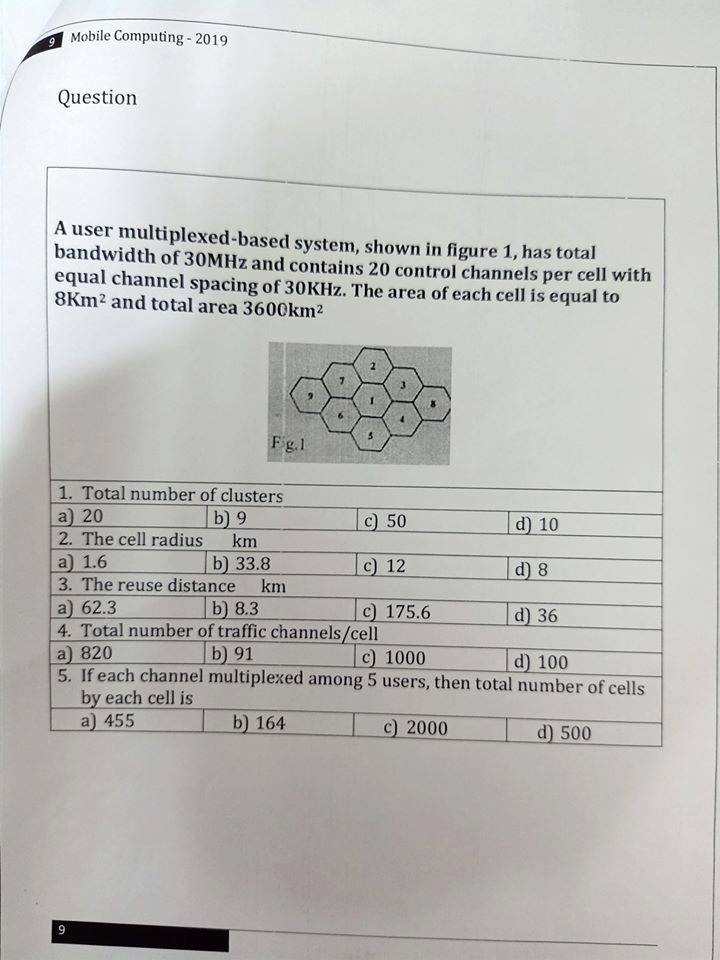 9 Mobile Computing - 2019
Question
A user multiplexed-based system, shown in figure 1, has total
bandwidth of 30MHz and contains 20 control channels per cell with
equal channel spacing of 30KHz. The area of each cell is equal to
8Km² and total area 3600km²
2
7 3
9 1 8
6 4
5
Fig.1
1. Total number of clusters
a) 20 b) 9 c) 50 d) 10
2. The cell radius km
a) 1.6 b) 33.8 c) 12 d) 8
3. The reuse distance km
a) 62.3 b) 8.3 c) 175.6 d) 36
4. Total number of traffic channels/cell
a) 820 b) 91 c) 1000 d) 100
5. If each channel multiplexed among 5 users, then total number of cells
by each cell is
a) 455 b) 164 c) 2000 d) 500
9